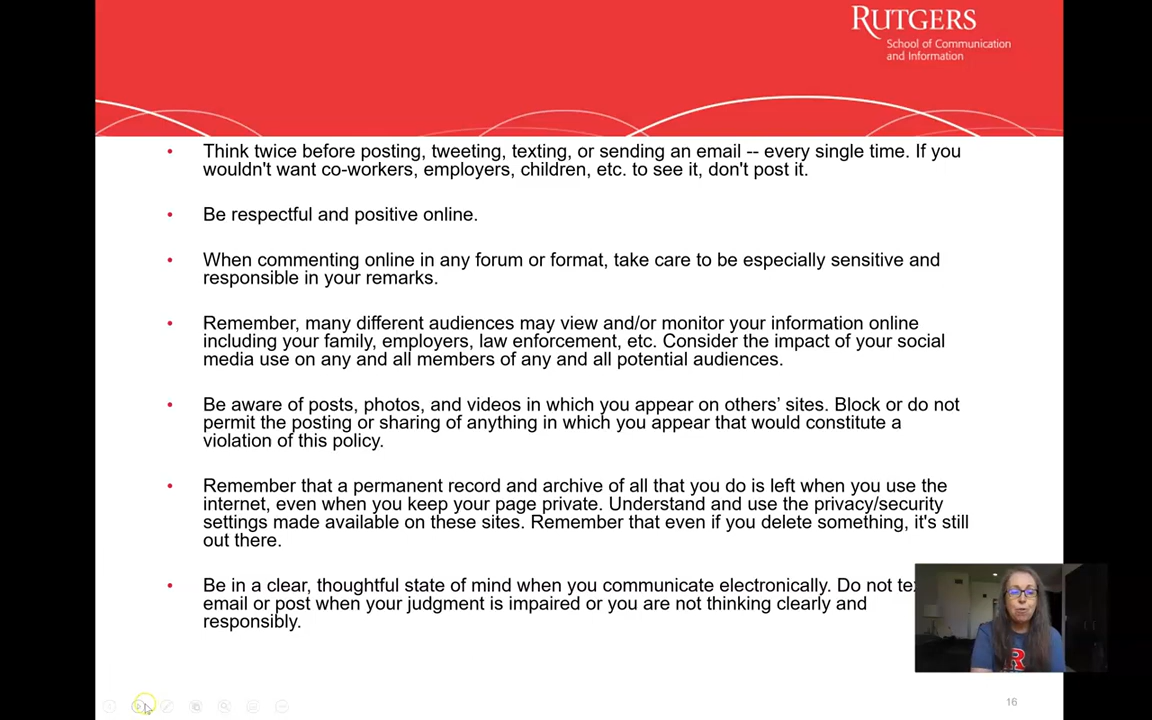 RUTGERS
School of Communication
and Information
• Think twice before posting, tweeting, texting, or sending an email -- every single time. If you
wouldn't want co-workers, employers, children, etc. to see it, don't post it.
• Be respectful and positive online.
• When commenting online in any forum or format, take care to be especially sensitive and
responsible in your remarks.
• Remember, many different audiences may view and/or monitor your information online
including your family, employers, law enforcement, etc. Consider the impact of your social
media use on any and all members of any and all potential audiences.
• Be aware of posts, photos, and videos in which you appear on others’ sites. Block or do not
permit the posting or sharing of anything in which you appear that would constitute a
violation of this policy.
• Remember that a permanent record and archive of all that you do is left when you use the
internet, even when you keep your page private. Understand and use the privacy/security
settings made available on these sites. Remember that even if you delete something, it's still
out there.
• Be in a clear, thoughtful state of mind when you communicate electronically. Do not
email or post when your judgment is impaired or you are not thinking clearly and
responsibly.
R
16